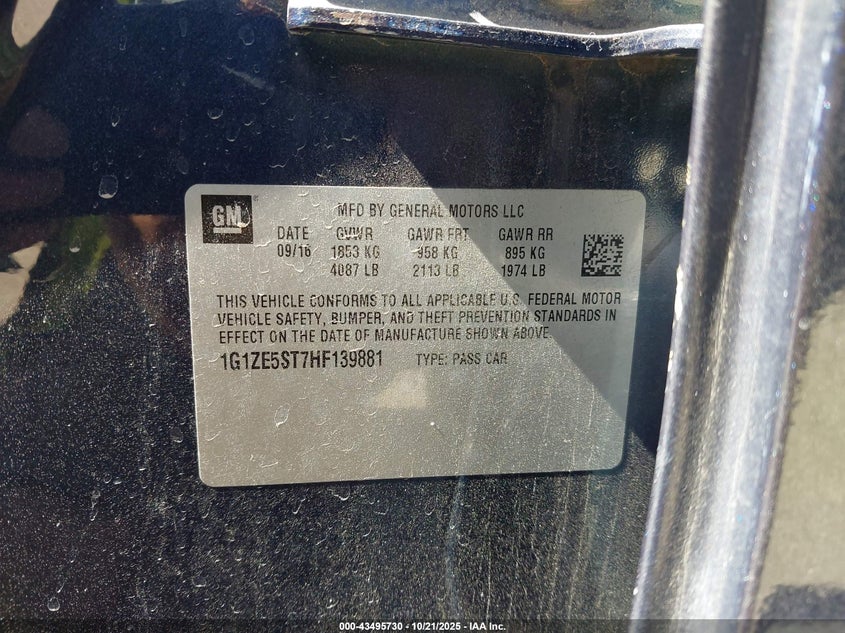 GM ®
MFD BY GENERAL MOTORS LLC
DATE GVWR GAWR FRT GAWR RR
09/16 1853 KG 958 KG 895 KG
4087 LB 2113 LB 1974 LB
THIS VEHICLE CONFORMS TO ALL APPLICABLE U.S. FEDERAL MOTOR
VEHICLE SAFETY, BUMPER, AND THEFT PREVENTION STANDARDS IN
EFFECT ON THE DATE OF MANUFACTURE SHOWN ABOVE.
1G1ZE5ST7HF139881 TYPE: PASS CAR
000-43495730 - 10/21/2025 - IAA Inc.